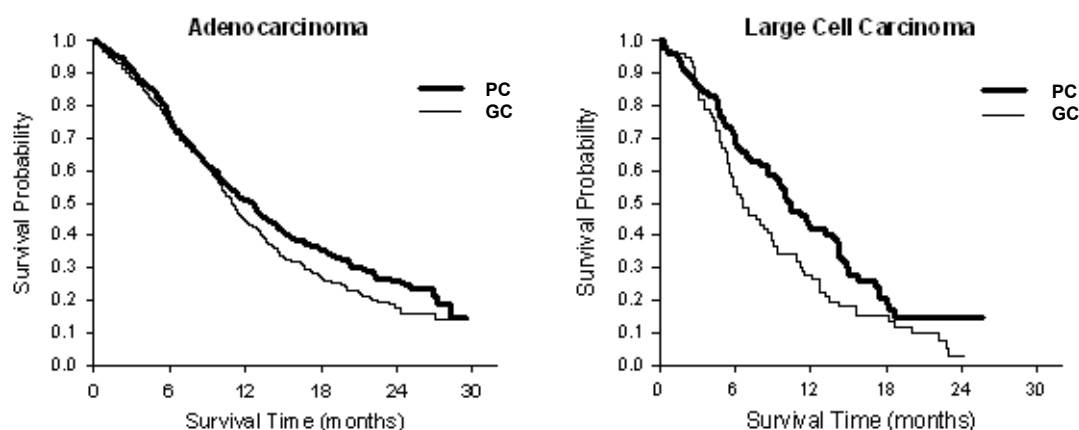 Adenocarcinoma
1.0
0.9
0.8
0.7
0.6
0.5
0.4
0.3
0.2
0.1
0.0
Survival Probability
PC
GC
0 6 12 18 24 30
Survival Time (months)
Large Cell Carcinoma
1.0
0.9
0.8
0.7
0.6
0.5
0.4
0.3
0.2
0.1
0.0
Survival Probability
PC
GC
0 6 12 18 24 30
Survival Time (months)